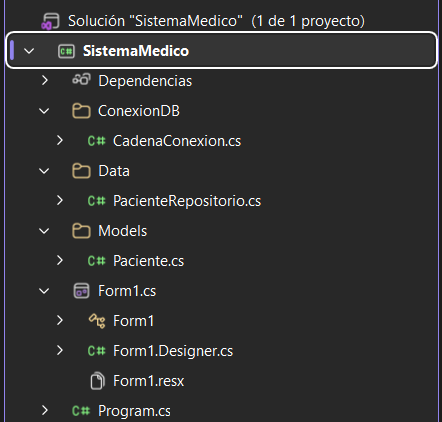 Solución "SistemaMedico" (1 de 1 proyecto)
C# SistemaMedico
Dependencias
ConexionDB
C# CadenaConexion.cs
Data
C# PacienteRepositorio.cs
Models
C# Paciente.cs
Form1.cs
Form1
C# Form1.Designer.cs
Form1.resx
C# Program.cs